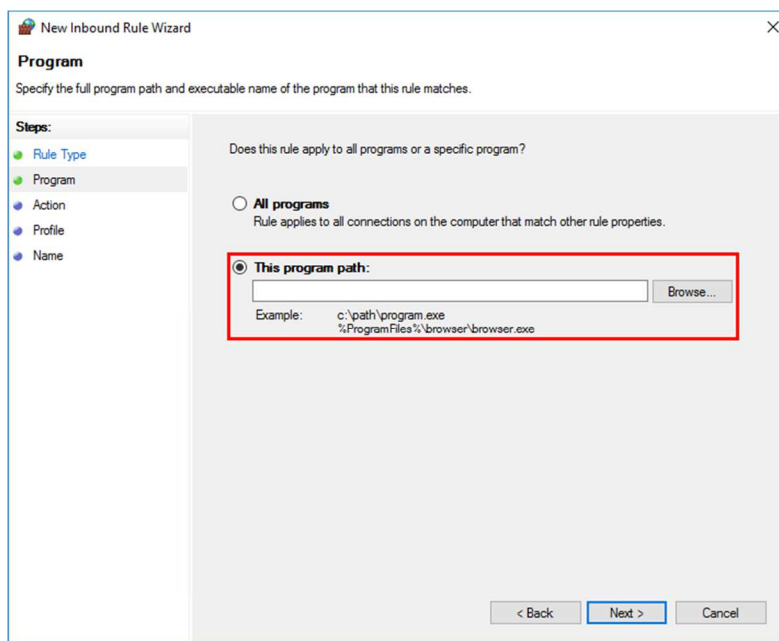 New Inbound Rule Wizard
Program
Specify the full program path and executable name of the program that this rule matches.
Steps:
Rule Type
Program
Action
Profile
Name
Does this rule apply to all programs or a specific program?
All programs
Rule applies to all connections on the computer that match other rule properties.
This program path:
Browse...
Example: c:\path\program.exe
%ProgramFiles%\browser\browser.exe
< Back Next > Cancel